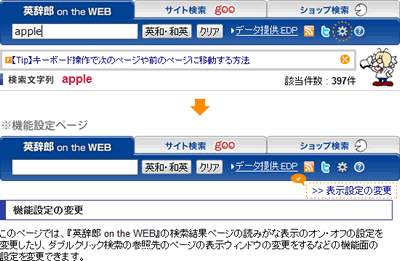 英辞郎 on the WEB サイト検索 goo ショップ検索
apple 英和・和英 クリア データ提供:EDP
【Tip】キーボード操作で次のページや前のページに移動する方法
検索文字列 apple 該当件数:397件
※機能設定ページ
英辞郎 on the WEB サイト検索 goo ショップ検索
英和・和英 クリア データ提供:EDP
>> 表示設定の変更
機能設定の変更
このページでは、『英辞郎 on the WEB』の検索結果ページの読みがな表示のオン・オフの設定を
変更したり、ダブルクリック検索の参照先のページの表示ウィンドウの変更をするなどの機能面の
設定を変更できます。